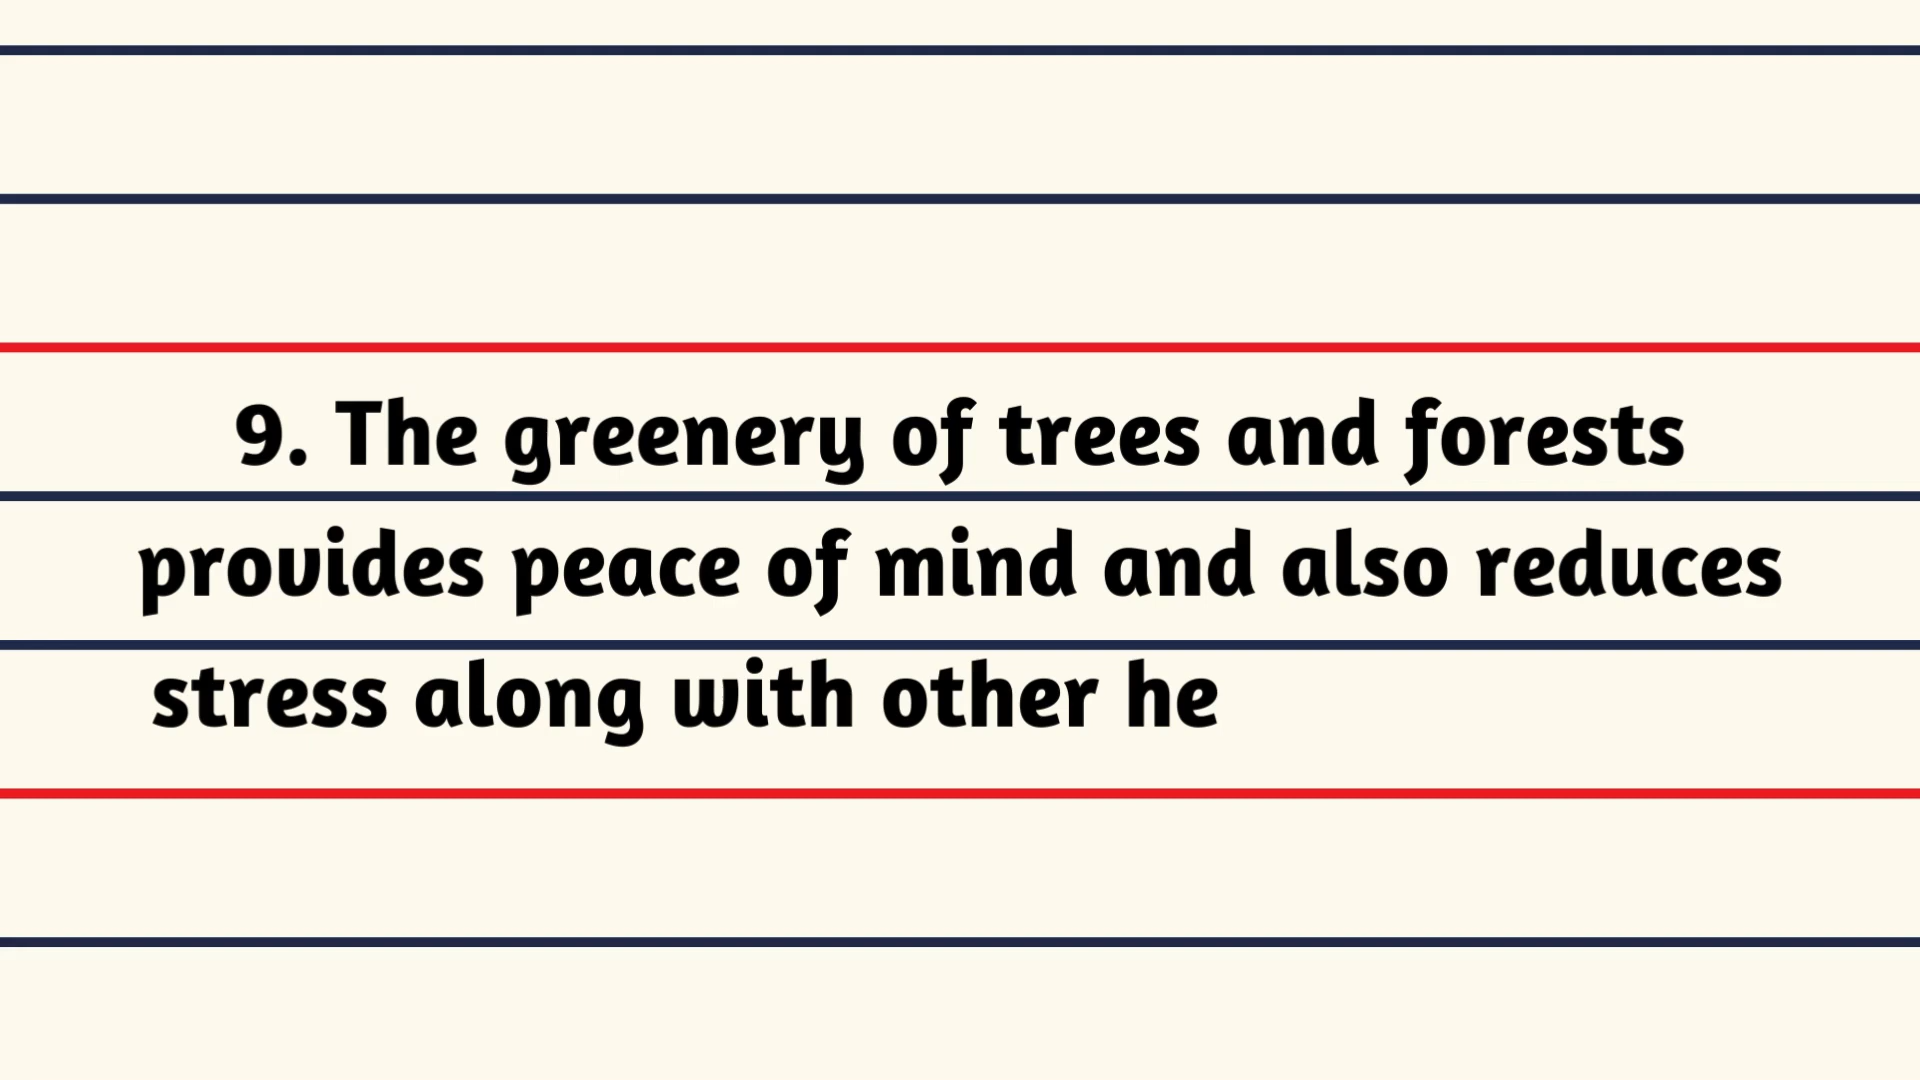 9. The greenery of trees and forests
provides peace of mind and also reduces
stress along with other he